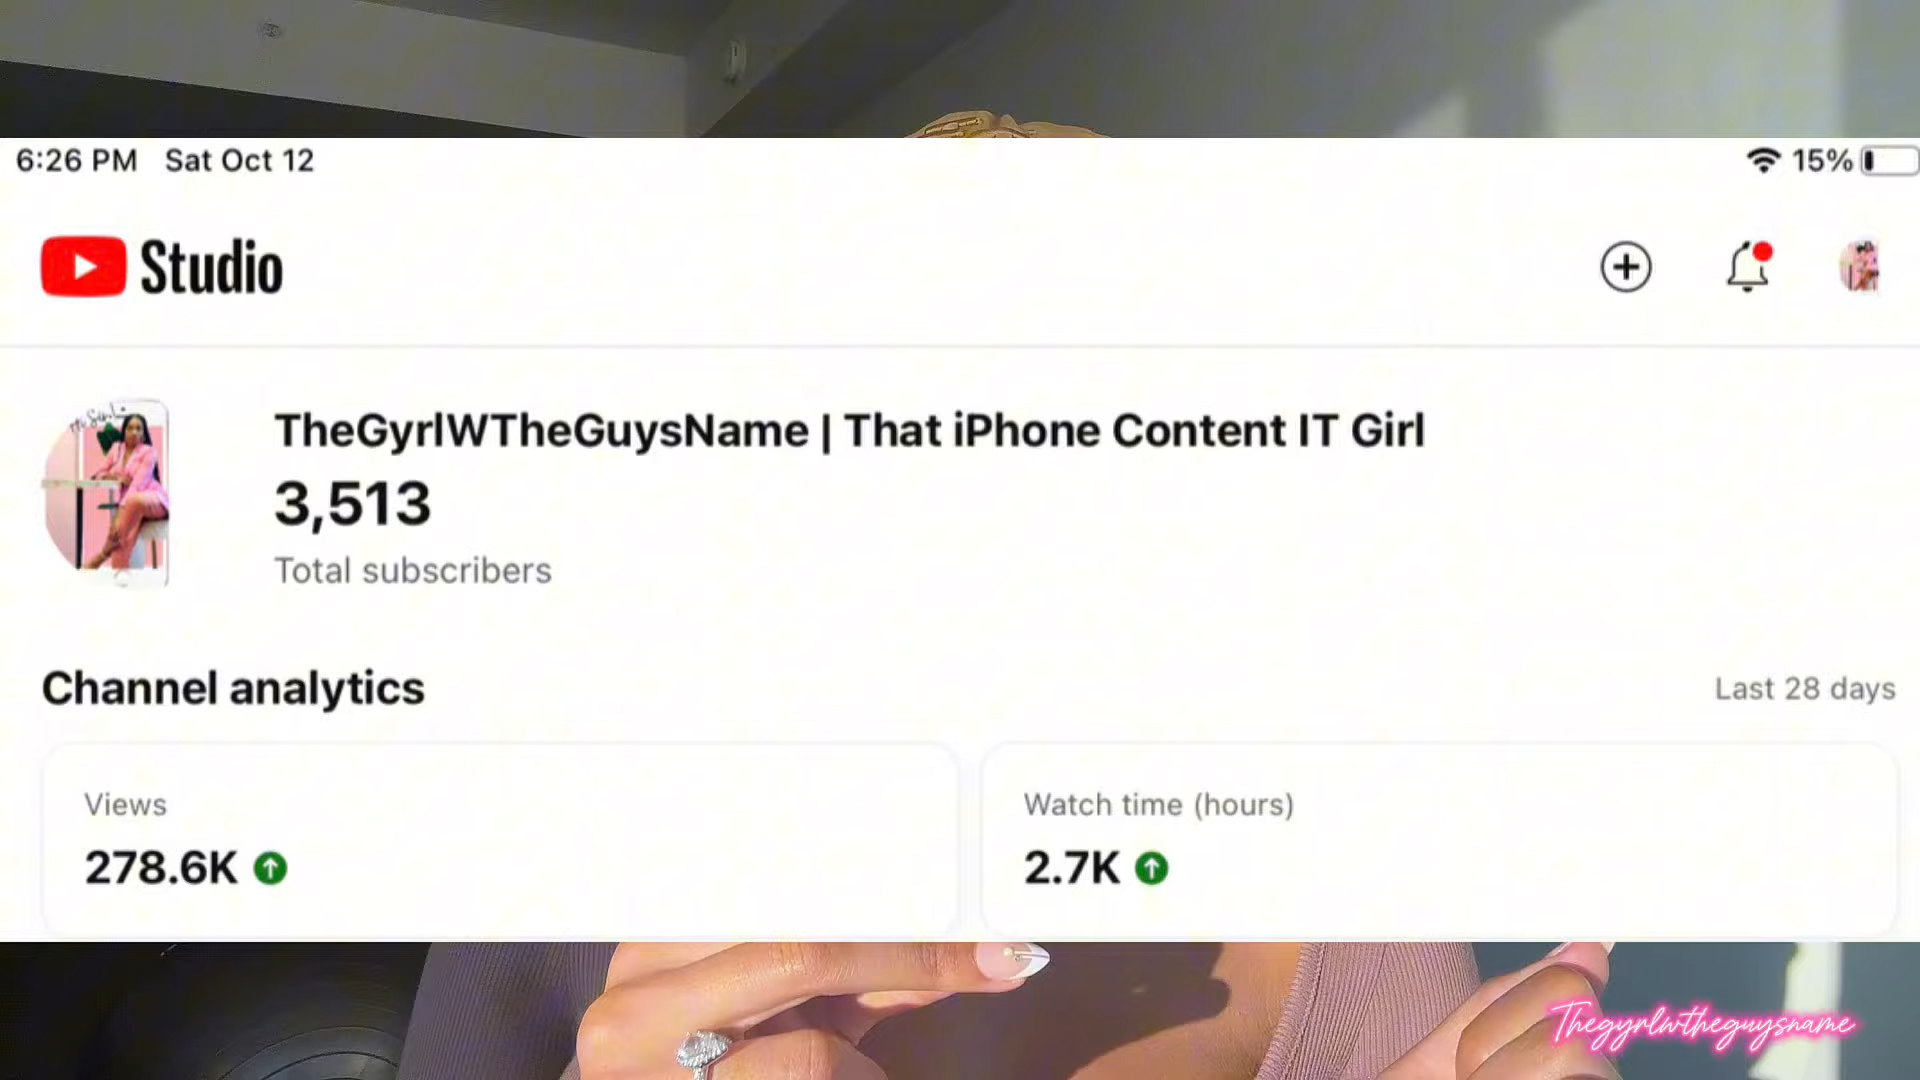 6:26 PM Sat Oct 12
15%
Studio
TheGyrlWTheGuysName | That iPhone Content IT Girl
3,513
Total subscribers
Channel analytics
Last 28 days
Views
Watch time (hours)
278.6K
2.7K
Thegyrlwtheguysname